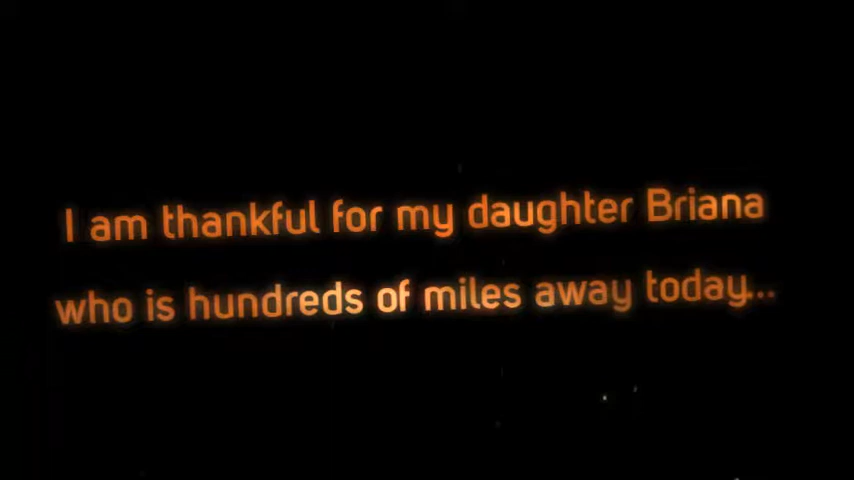 I am thankful for my daughter Briana
who is hundreds of miles away today...